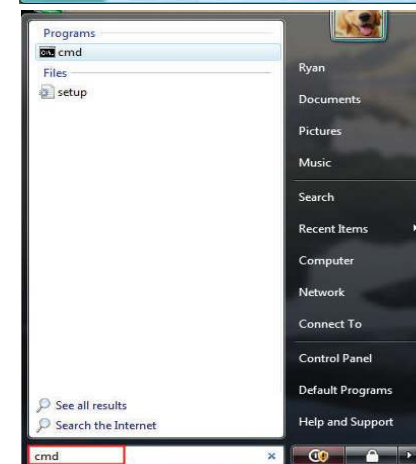 Programs
cmd
Files
setup
See all results
Search the Internet
cmd
Ryan
Documents
Pictures
Music
Search
Recent Items
Computer
Network
Connect To
Control Panel
Default Programs
Help and Support